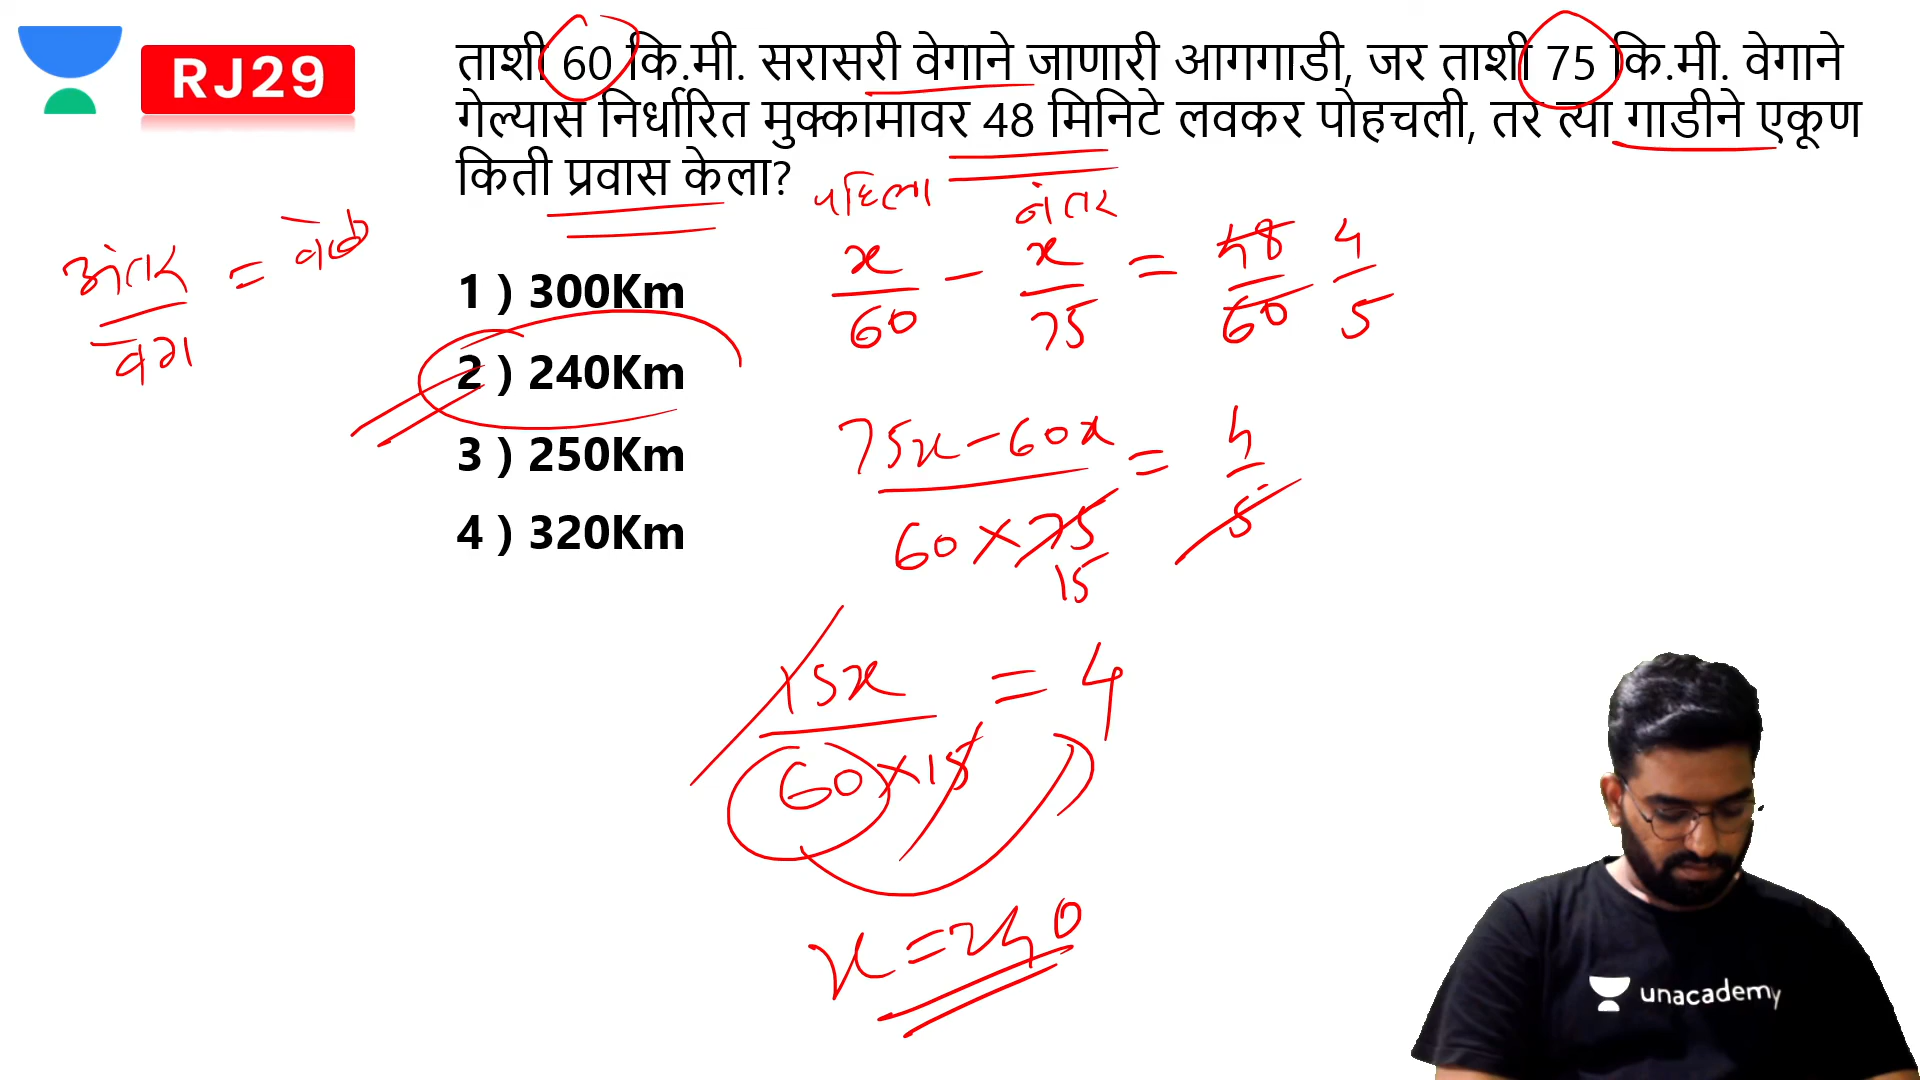 RJ29
ताशी 60 कि.मी. सरासरी वेगाने जाणारी आगगाडी, जर ताशी 75 कि.मी. वेगाने
गेल्यास निर्धारित मुक्कामावर 48 मिनिटे लवकर पोहचली, तर त्या गाडीने एकूण
किती प्रवास केला?
पहिला नंतर
अंतर / वेग = वेळ
x/60 - x/75 = 48/60 4/5
1 ) 300Km
2 ) 240Km
3 ) 250Km
4 ) 320Km
75x-60x / 60×75 = 4/5
15
15x / 60×15 = 4
x=240
unacademy